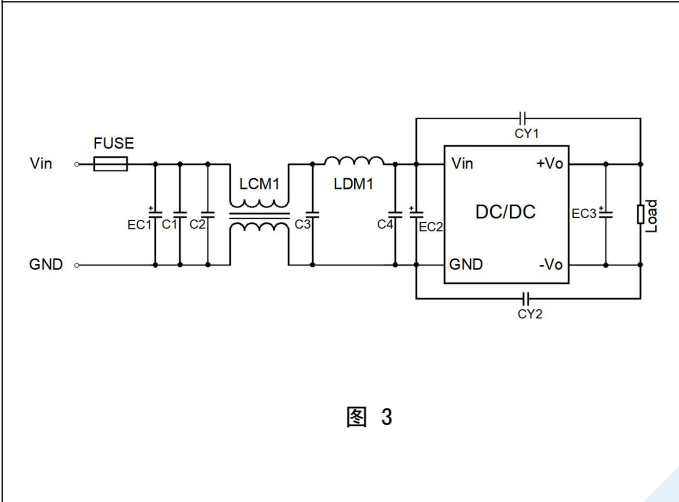 CY1
FUSE
Vin
Vin
+Vo
LCM1
LDM1
EC1
C1
C2
C3
C4
EC2
DC/DC
EC3
Load
GND
GND
-Vo
CY2
图 3